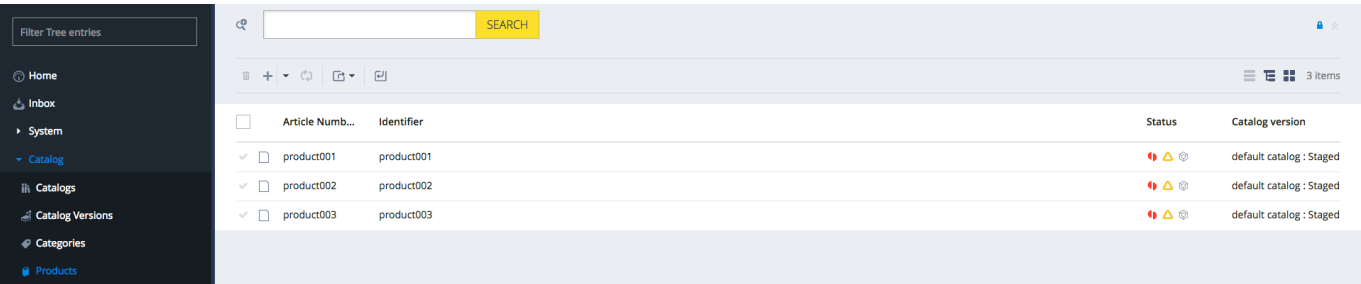 Filter Tree entries
SEARCH
Home
Inbox
System
Catalog
Catalogs
Catalog Versions
Categories
Products
3 items
Article Numb... Identifier Status Catalog version
product001 product001 default catalog : Staged
product002 product002 default catalog : Staged
product003 product003 default catalog : Staged